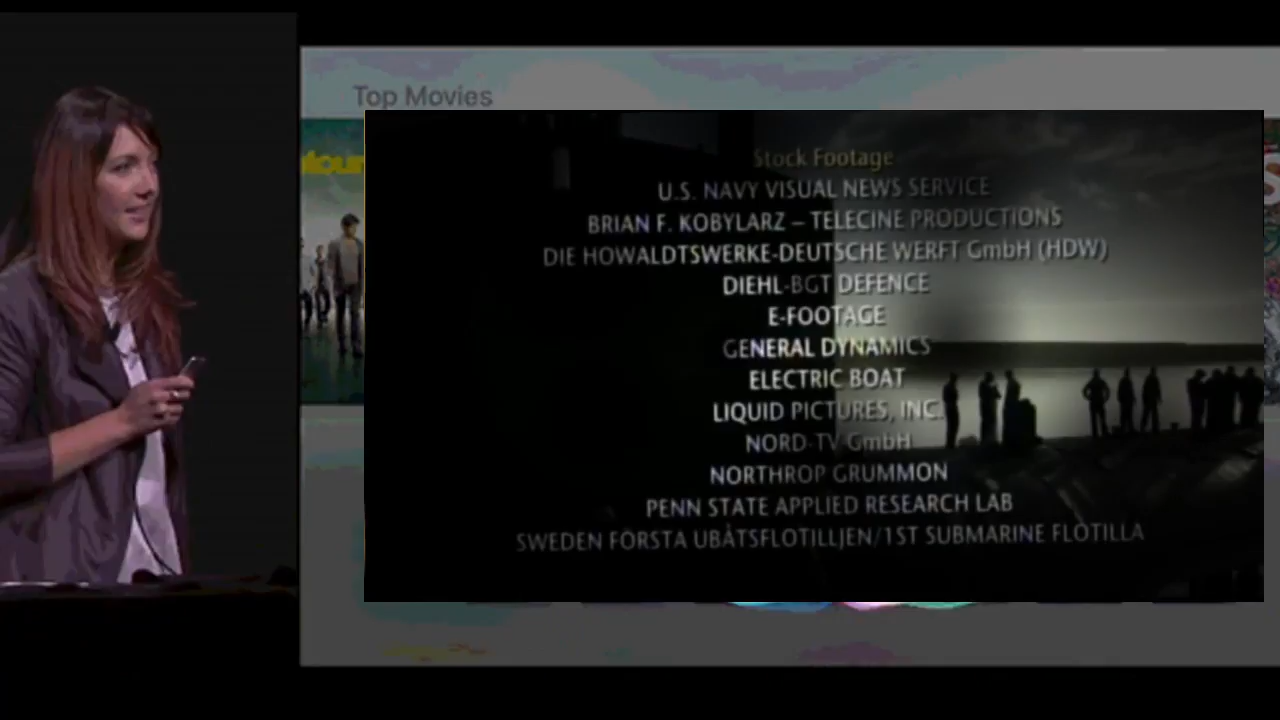 Top Movies
Stock Footage
U.S. NAVY VISUAL NEWS SERVICE
BRIAN F. KOBYLARZ – TELECINE PRODUCTIONS
DIE HOWALDTSWERKE-DEUTSCHE WERFT GmbH (HDW)
DIEHL-BGT DEFENCE
E-FOOTAGE
GENERAL DYNAMICS
ELECTRIC BOAT
LIQUID PICTURES, INC.
NORD-TV GmbH
NORTHROP GRUMMON
PENN STATE APPLIED RESEARCH LAB
SWEDEN FÖRSTA UBÅTSFLOTILLJEN/1ST SUBMARINE FLOTILLA